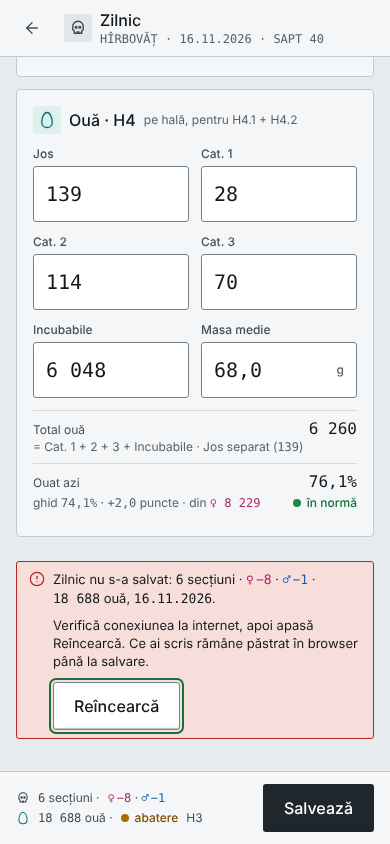 Zilnic
HÎRBOVĂȚ · 16.11.2026 · SAPT 40
Ouă · H4 pe hală, pentru H4.1 + H4.2
Jos Cat. 1
139 28
Cat. 2 Cat. 3
114 70
Incubabile Masa medie
6 048 68,0 g
Total ouă 6 260
= Cat. 1 + 2 + 3 + Incubabile · Jos separat (139)
Ouat azi 76,1%
ghid 74,1% · +2,0 puncte · din ♀ 8 229 în normă
Zilnic nu s-a salvat: 6 secțiuni · ♀−8 · ♂−1 ·
18 688 ouă, 16.11.2026.
Verifică conexiunea la internet, apoi apasă
Reîncearcă. Ce ai scris rămâne păstrat în browser
până la salvare.
Reîncearcă
6 secțiuni · ♀−8 · ♂−1
18 688 ouă · abatere H3
Salvează